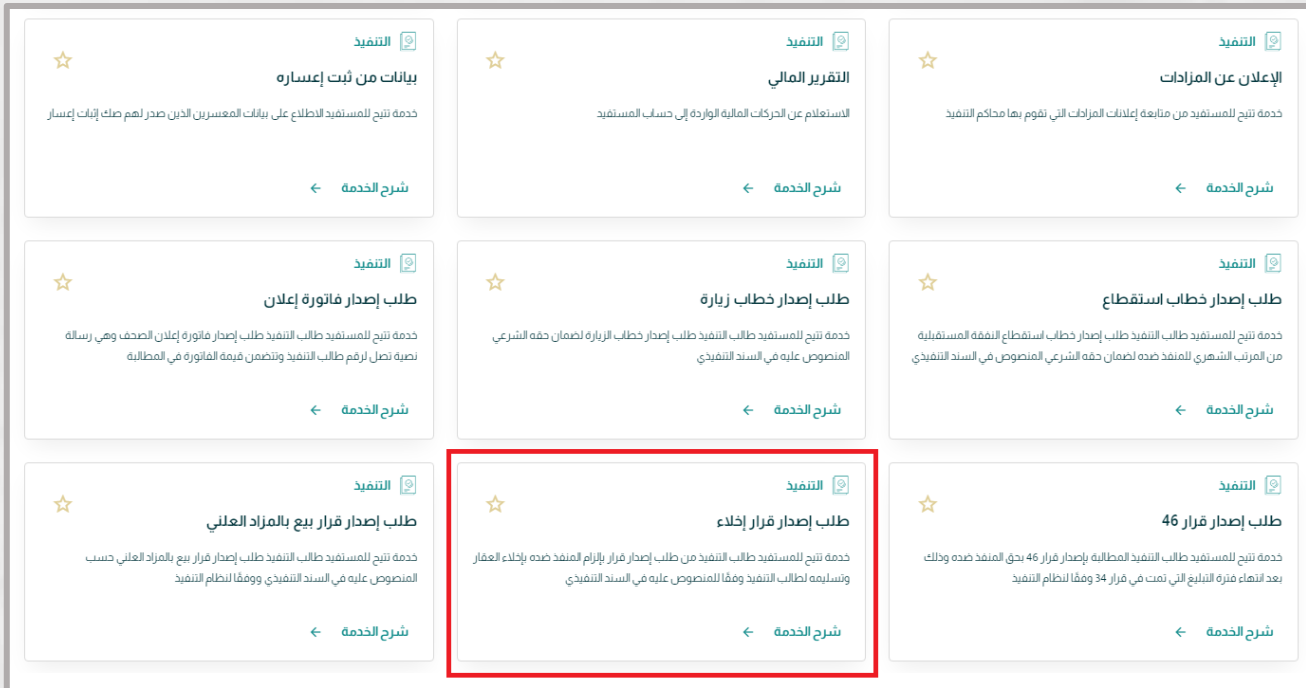 التنفيذ
الإعلان عن المزادات
خدمة تتيح للمستفيد من متابعة إعلانات المزادات التي تقوم بها محاكم التنفيذ
شرح الخدمة
التنفيذ
التقرير المالي
الاستعلام عن الحركات المالية الواردة إلى حساب المستفيد
شرح الخدمة
التنفيذ
بيانات من ثبت إعساره
خدمة تتيح للمستفيد الاطلاع على بيانات المعسرين الذين صدر لهم صك إثبات إعسار
شرح الخدمة
التنفيذ
طلب إصدار خطاب استقطاع
خدمة تتيح للمستفيد طالب التنفيذ طلب إصدار خطاب استقطاع النفقة المستقبلية
من المرتب الشهري للمنفذ ضده لضمان حقه الشرعي المنصوص في السند التنفيذي
شرح الخدمة
التنفيذ
طلب إصدار خطاب زيارة
خدمة تتيح للمستفيد طالب التنفيذ طلب إصدار خطاب الزيارة لضمان حقه الشرعي
المنصوص عليه في السند التنفيذي
شرح الخدمة
التنفيذ
طلب إصدار فاتورة إعلان
خدمة تتيح للمستفيد طالب التنفيذ طلب إصدار فاتورة إعلان الصحف وهي رسالة
نصية تصل لرقم طالب التنفيذ وتتضمن قيمة الفاتورة في المطالبة
شرح الخدمة
التنفيذ
طلب إصدار قرار 46
خدمة تتيح للمستفيد طالب التنفيذ المطالبة بإصدار قرار 46 بحق المنفذ ضده وذلك
بعد انتهاء فترة التبليغ التي تمت في قرار 34 وفقًا لنظام التنفيذ
شرح الخدمة
التنفيذ
طلب إصدار قرار إخلاء
خدمة تتيح للمستفيد طالب التنفيذ من طلب إصدار قرار بإلزام المنفذ ضده بإخلاء العقار
وتسليمه لطالب التنفيذ وفقًا للمنصوص عليه في السند التنفيذي
شرح الخدمة
التنفيذ
طلب إصدار قرار بيع بالمزاد العلني
خدمة تتيح للمستفيد طالب التنفيذ طلب إصدار قرار بيع بالمزاد العلني حسب
المنصوص عليه في السند التنفيذي ووفقًا لنظام التنفيذ
شرح الخدمة